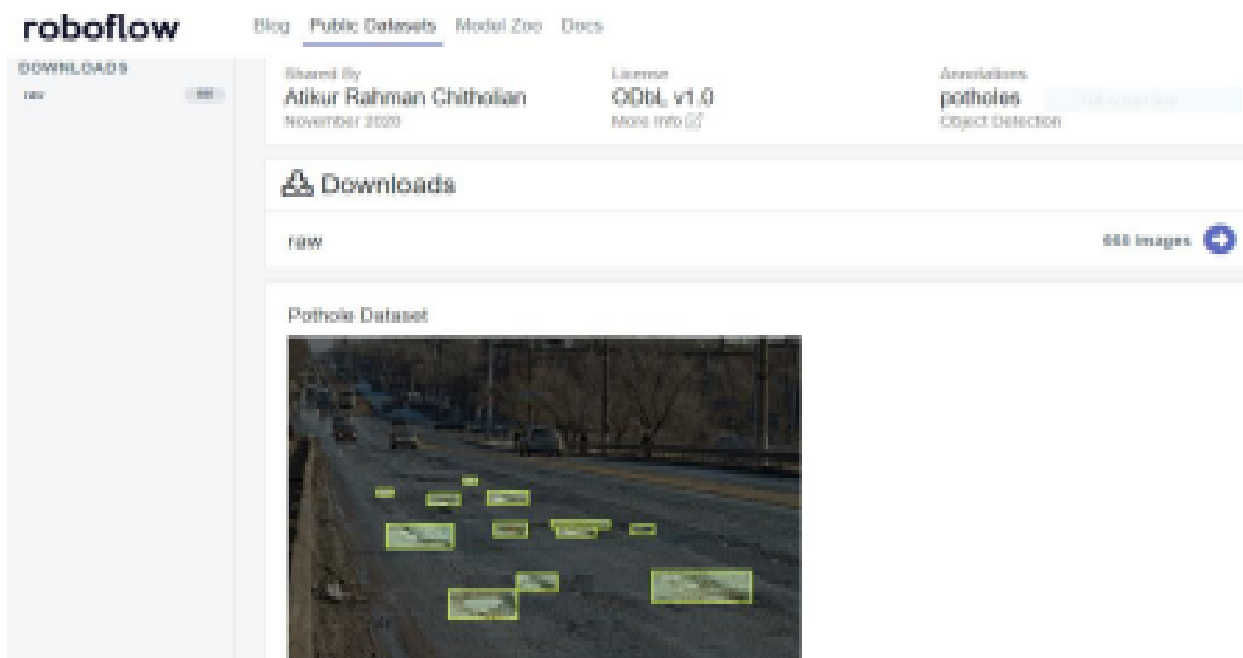 roboflow
Blog Public Datasets Model Zoo Docs
DOWNLOADS
raw
Shared By
Atikur Rahman Chitholian
November 2020
License
ODbL v1.0
More Info
Annotations
potholes
Object Detection
Downloads
raw
Images
Pothole Dataset